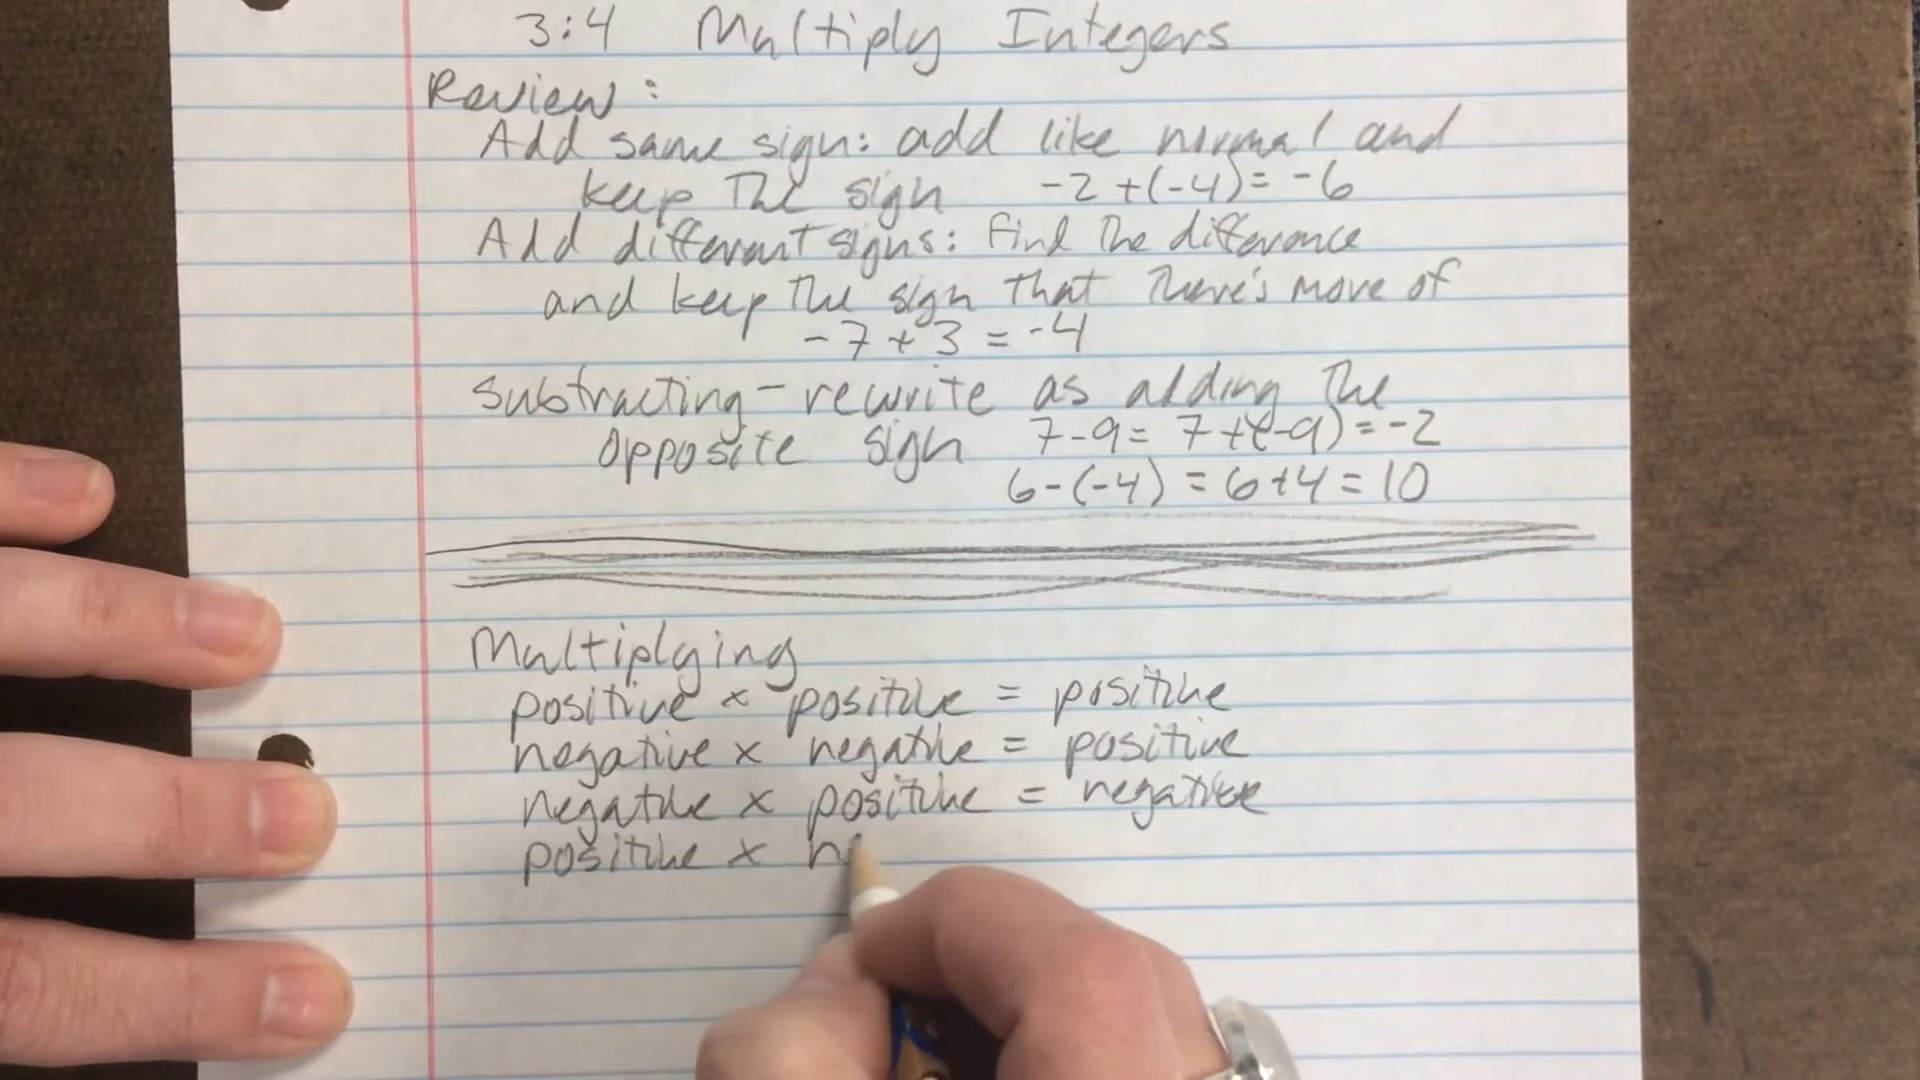 3:4 Multiply Integers
Review:
Add same sign: add like normal and
keep the sign -2 +(-4)= -6
Add different signs: find the difference
and keep the sign that there's more of
-7 + 3 = -4
Subtracting - rewrite as adding the
opposite sign 7-9= 7+(-9)=-2
6-(-4) = 6+4 = 10
Multiplying
positive × positive = positive
negative × negative = positive
negative × positive = negative
positive × n